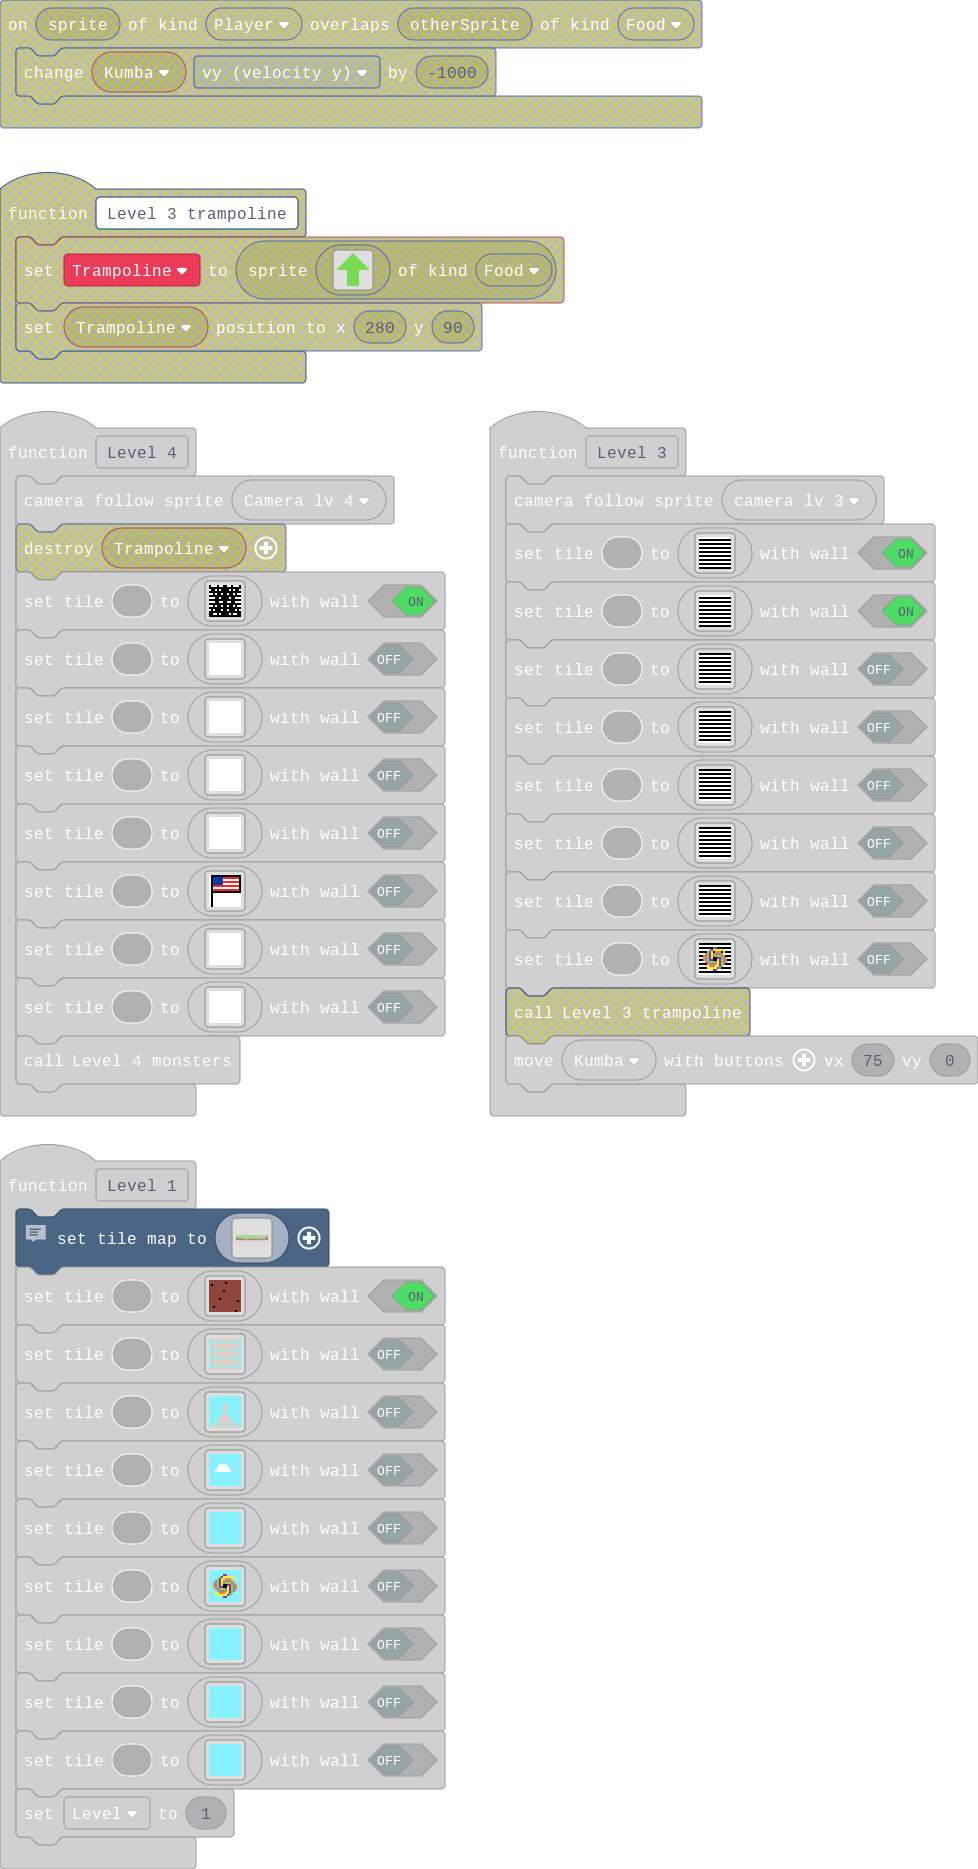 on sprite of kind Player overlaps otherSprite of kind Food
change Kumba vy (velocity y) by -1000
function Level 3 trampoline
set Trampoline to sprite of kind Food
set Trampoline position to x 280 y 90
function Level 4
camera follow sprite Camera lv 4
destroy Trampoline
set tile to with wall ON
set tile to with wall OFF
set tile to with wall OFF
set tile to with wall OFF
set tile to with wall OFF
set tile to with wall OFF
set tile to with wall OFF
set tile to with wall OFF
call Level 4 monsters
function Level 3
camera follow sprite camera lv 3
set tile to with wall ON
set tile to with wall ON
set tile to with wall OFF
set tile to with wall OFF
set tile to with wall OFF
set tile to with wall OFF
set tile to with wall OFF
set tile to with wall OFF
call Level 3 trampoline
move Kumba with buttons vx 75 vy 0
function Level 1
set tile map to
set tile to with wall ON
set tile to with wall OFF
set tile to with wall OFF
set tile to with wall OFF
set tile to with wall OFF
set tile to with wall OFF
set tile to with wall OFF
set tile to with wall OFF
set tile to with wall OFF
set Level to 1